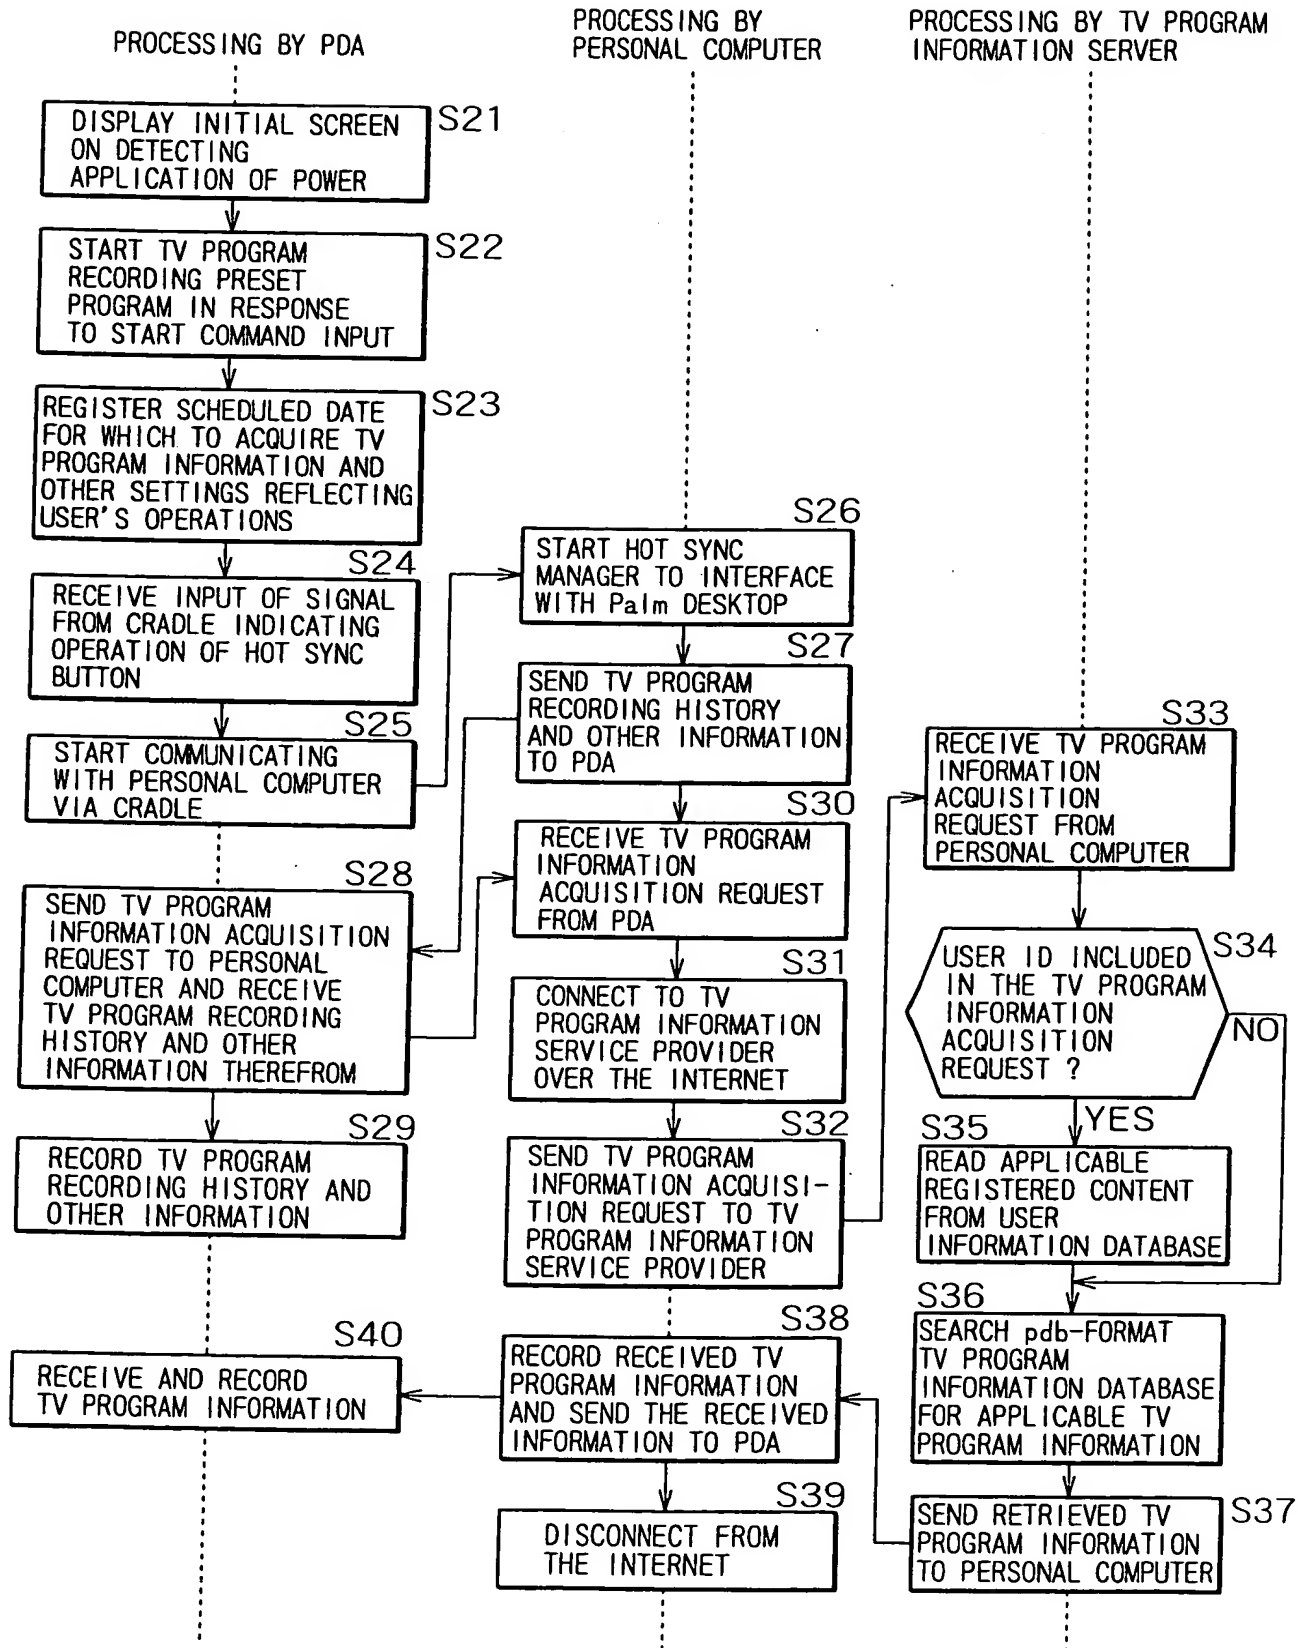 PROCESSING BY PDA
DISPLAY INITIAL SCREEN
ON DETECTING
APPLICATION OF POWER
S21
START TV PROGRAM
RECORDING PRESET
PROGRAM IN RESPONSE
TO START COMMAND INPUT
S22
REGISTER SCHEDULED DATE
FOR WHICH TO ACQUIRE TV
PROGRAM INFORMATION AND
OTHER SETTINGS REFLECTING
USER'S OPERATIONS
S23
S24
RECEIVE INPUT OF SIGNAL
FROM CRADLE INDICATING
OPERATION OF HOT SYNC
BUTTON
S25
START COMMUNICATING
WITH PERSONAL COMPUTER
VIA CRADLE
S28
SEND TV PROGRAM
INFORMATION ACQUISITION
REQUEST TO PERSONAL
COMPUTER AND RECEIVE
TV PROGRAM RECORDING
HISTORY AND OTHER
INFORMATION THEREFROM
S29
RECORD TV PROGRAM
RECORDING HISTORY AND
OTHER INFORMATION
S40
RECEIVE AND RECORD
TV PROGRAM INFORMATION
PROCESSING BY
PERSONAL COMPUTER
S26
START HOT SYNC
MANAGER TO INTERFACE
WITH Palm DESKTOP
S27
SEND TV PROGRAM
RECORDING HISTORY
AND OTHER INFORMATION
TO PDA
S30
RECEIVE TV PROGRAM
INFORMATION
ACQUISITION REQUEST
FROM PDA
S31
CONNECT TO TV
PROGRAM INFORMATION
SERVICE PROVIDER
OVER THE INTERNET
S32
SEND TV PROGRAM
INFORMATION ACQUISI-
TION REQUEST TO TV
PROGRAM INFORMATION
SERVICE PROVIDER
S38
RECORD RECEIVED TV
PROGRAM INFORMATION
AND SEND THE RECEIVED
INFORMATION TO PDA
S39
DISCONNECT FROM
THE INTERNET
PROCESSING BY TV PROGRAM
INFORMATION SERVER
S33
RECEIVE TV PROGRAM
INFORMATION
ACQUISITION
REQUEST FROM
PERSONAL COMPUTER
S34
USER ID INCLUDED
IN THE TV PROGRAM
INFORMATION
ACQUISITION
REQUEST ?
NO
YES
S35
READ APPLICABLE
REGISTERED CONTENT
FROM USER
INFORMATION DATABASE
S36
SEARCH pdb-FORMAT
TV PROGRAM
INFORMATION DATABASE
FOR APPLICABLE TV
PROGRAM INFORMATION
SEND RETRIEVED TV
PROGRAM INFORMATION
TO PERSONAL COMPUTER
S37